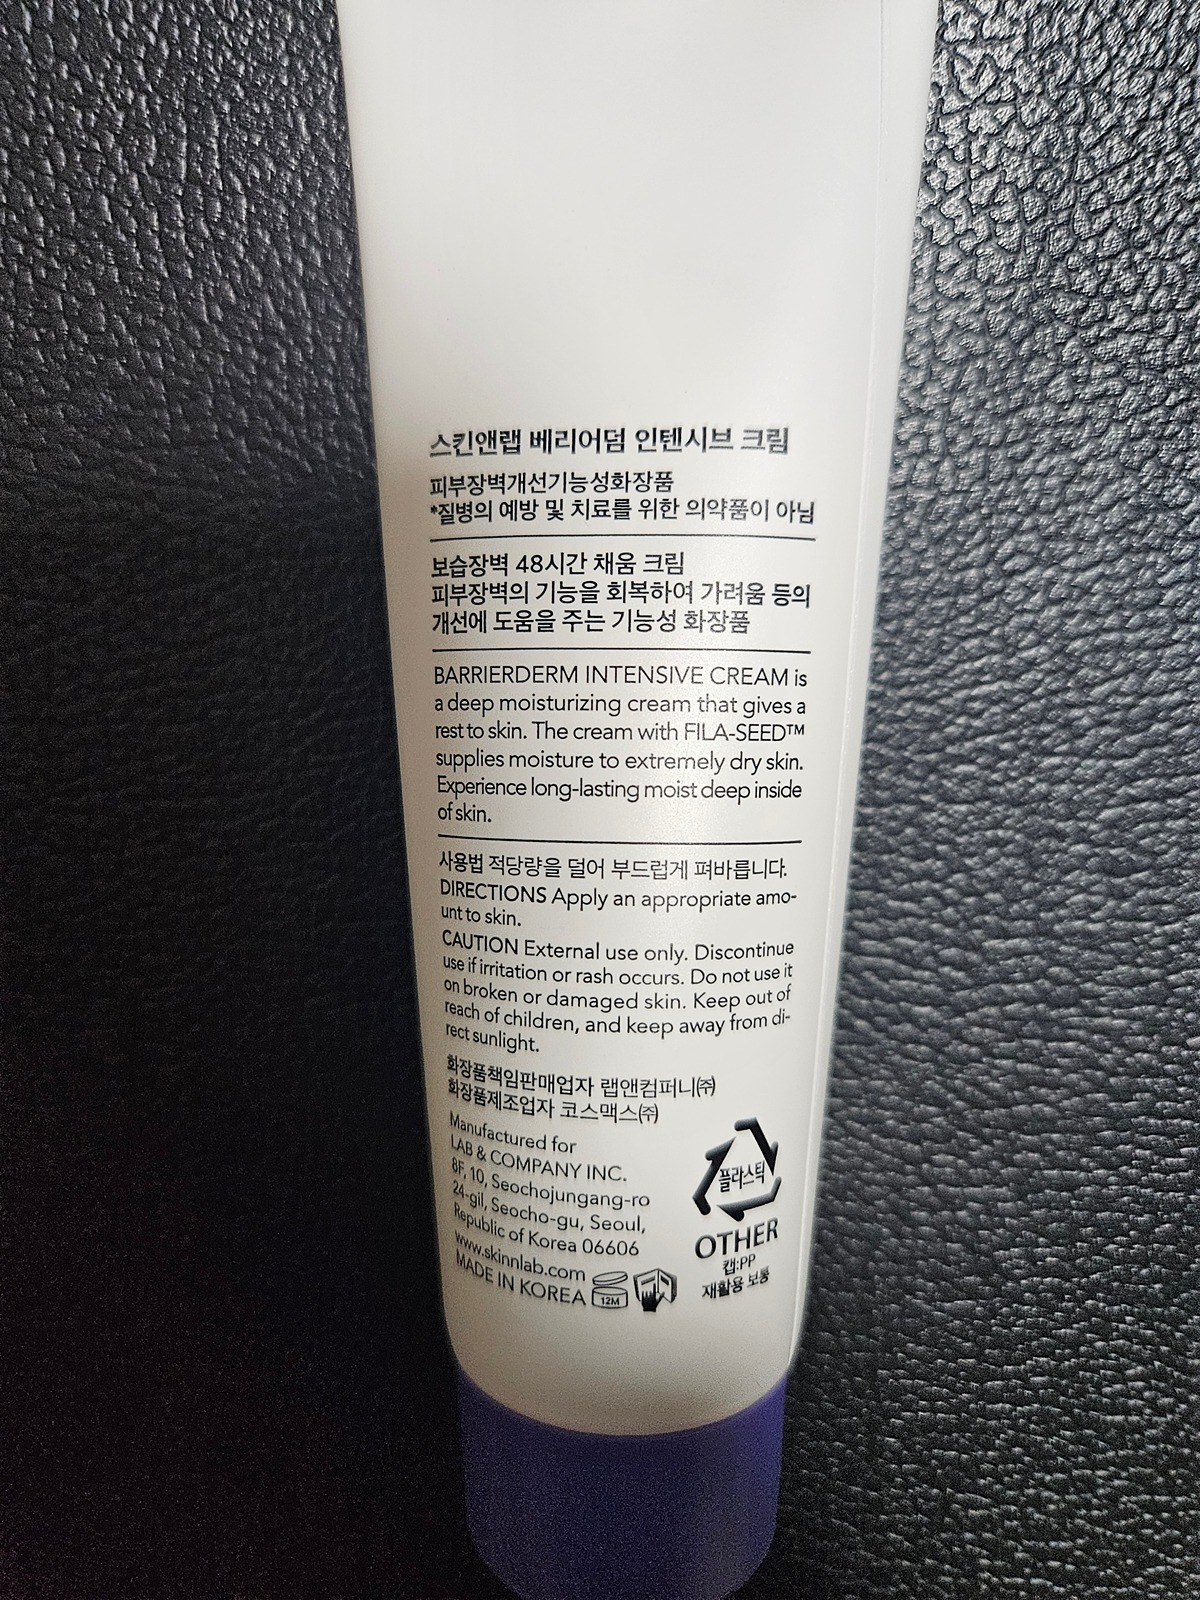 스킨앤랩 베리어덤 인텐시브 크림
피부장벽개선기능성화장품
*질병의 예방 및 치료를 위한 의약품이 아님
보습장벽 48시간 채움 크림
피부장벽의 기능을 회복하여 가려움 등의
개선에 도움을 주는 기능성 화장품
BARRIERDERM INTENSIVE CREAM is
a deep moisturizing cream that gives a
rest to skin. The cream with FILA-SEED™
supplies moisture to extremely dry skin.
Experience long-lasting moist deep inside
of skin.
사용법 적당량을 덜어 부드럽게 펴바릅니다.
DIRECTIONS Apply an appropriate amo-
unt to skin.
CAUTION External use only. Discontinue
use if irritation or rash occurs. Do not use it
on broken or damaged skin. Keep out of
reach of children, and keep away from di-
rect sunlight.
화장품책임판매업자 랩앤컴퍼니㈜
화장품제조업자 코스맥스㈜
Manufactured for
LAB & COMPANY INC.
8F, 10, Seochojungang-ro
24-gil, Seocho-gu, Seoul,
Republic of Korea 06606
www.skinnlab.com
MADE IN KOREA
12M
플라스틱
OTHER
캡:PP
재활용 보통